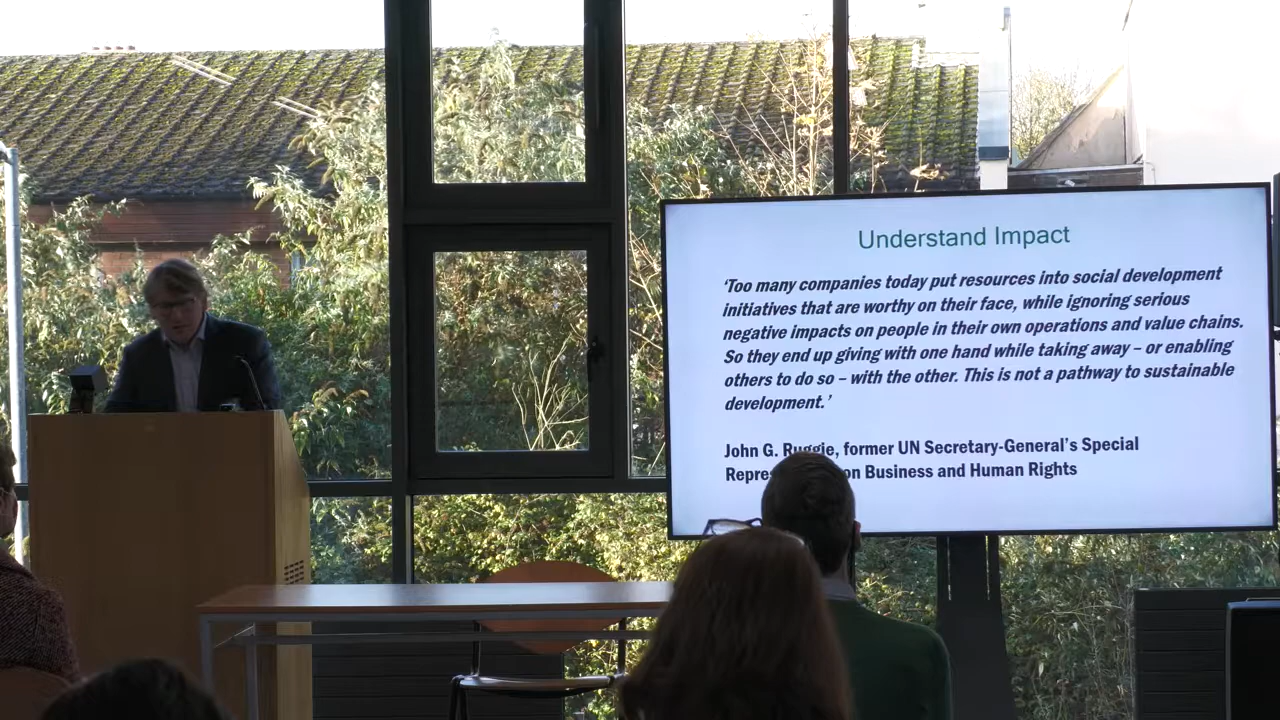 Understand Impact
‘Too many companies today put resources into social development
initiatives that are worthy on their face, while ignoring serious
negative impacts on people in their own operations and value chains.
So they end up giving with one hand while taking away – or enabling
others to do so – with the other. This is not a pathway to sustainable
development.’
John G. Ruggie, former UN Secretary-General’s Special
on Business and Human Rights